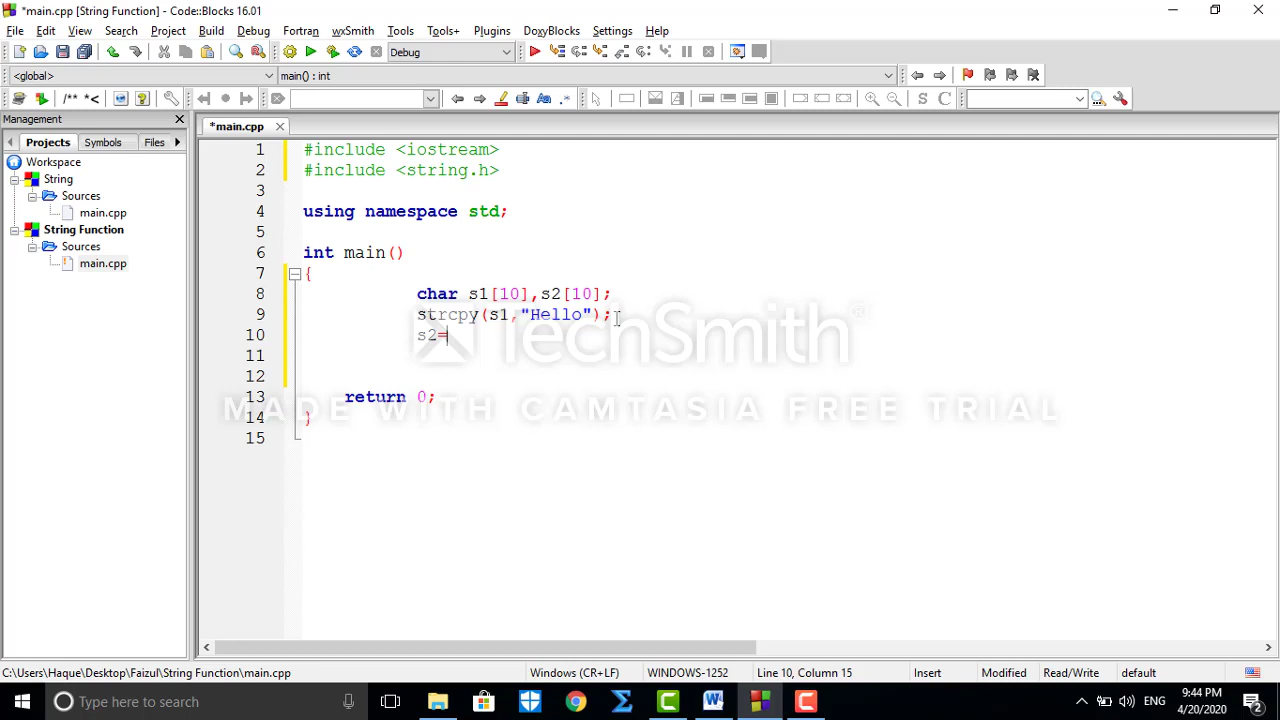 *main.cpp [String Function] - Code::Blocks 16.01
File Edit View Search Project Build Debug Fortran wxSmith Tools Tools+ Plugins DoxyBlocks Settings Help
Debug
<global> main() : int
/** *<
S C
Management
*main.cpp
Projects Symbols Files
Workspace
String
Sources
main.cpp
String Function
Sources
main.cpp
1 #include <iostream>
2 #include <string.h>
3
4 using namespace std;
5
6 int main()
7 {
8 char s1[10],s2[10];
9 strcpy(s1,"Hello");
10 s2=
11
12
13 return 0;
14 }
15
TechSmith
MADE WITH CAMTASIA FREE TRIAL
C:\Users\Haque\Desktop\Faizul\String Function\main.cpp Windows (CR+LF) WINDOWS-1252 Line 10, Column 15 Insert Modified Read/Write default
Type here to search
ENG
9:44 PM
4/20/2020
2